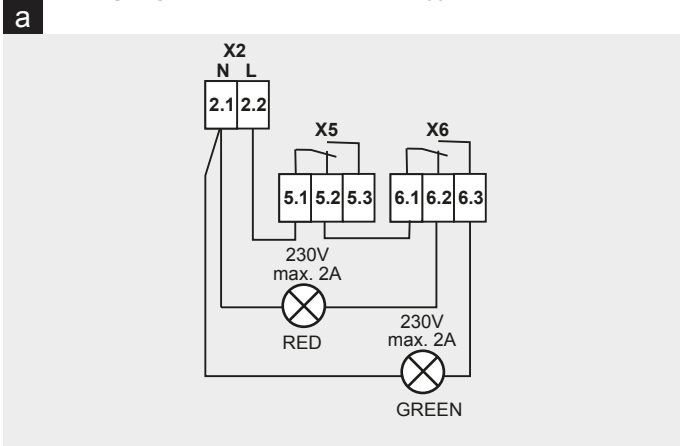 a
X2
N L
2.1 2.2
X5 X6
5.1 5.2 5.3 6.1 6.2 6.3
230V
max. 2A
RED
230V
max. 2A
GREEN